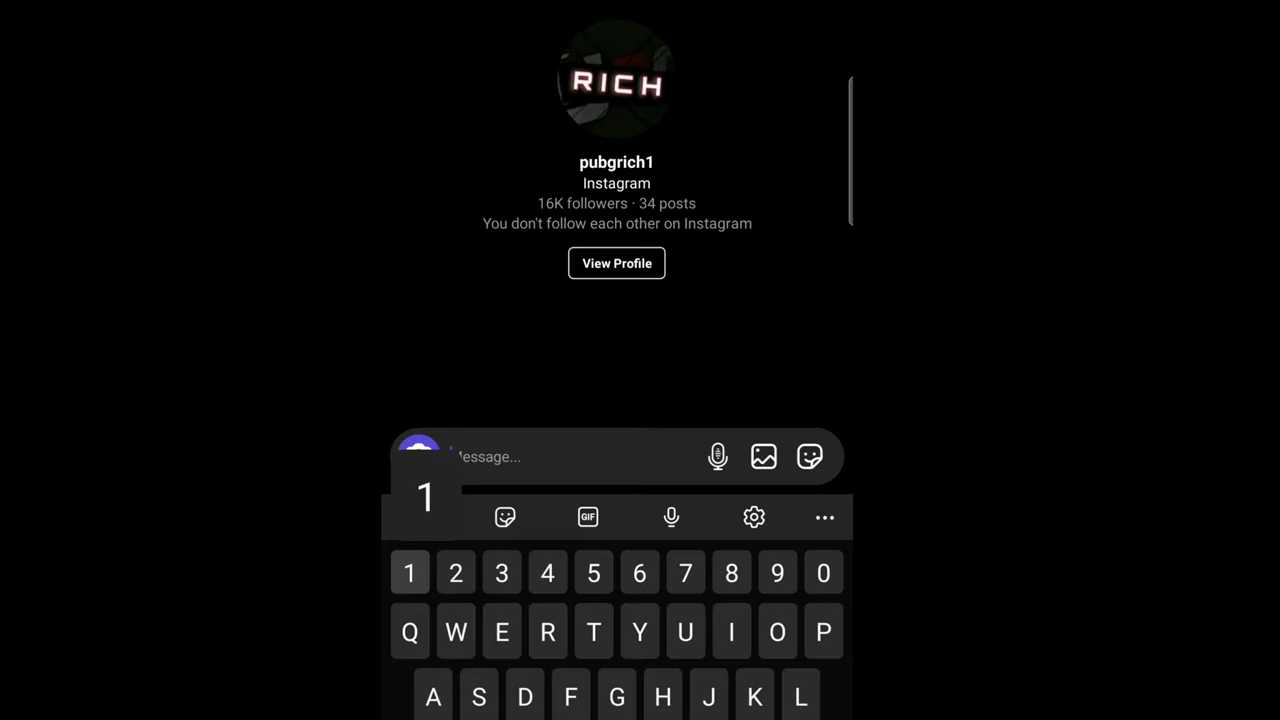 RICH
pubgrich1
Instagram
16K followers · 34 posts
You don't follow each other on Instagram
View Profile
Message...
1
GIF
1 2 3 4 5 6 7 8 9 0
Q W E R T Y U I O P
A S D F G H J K L